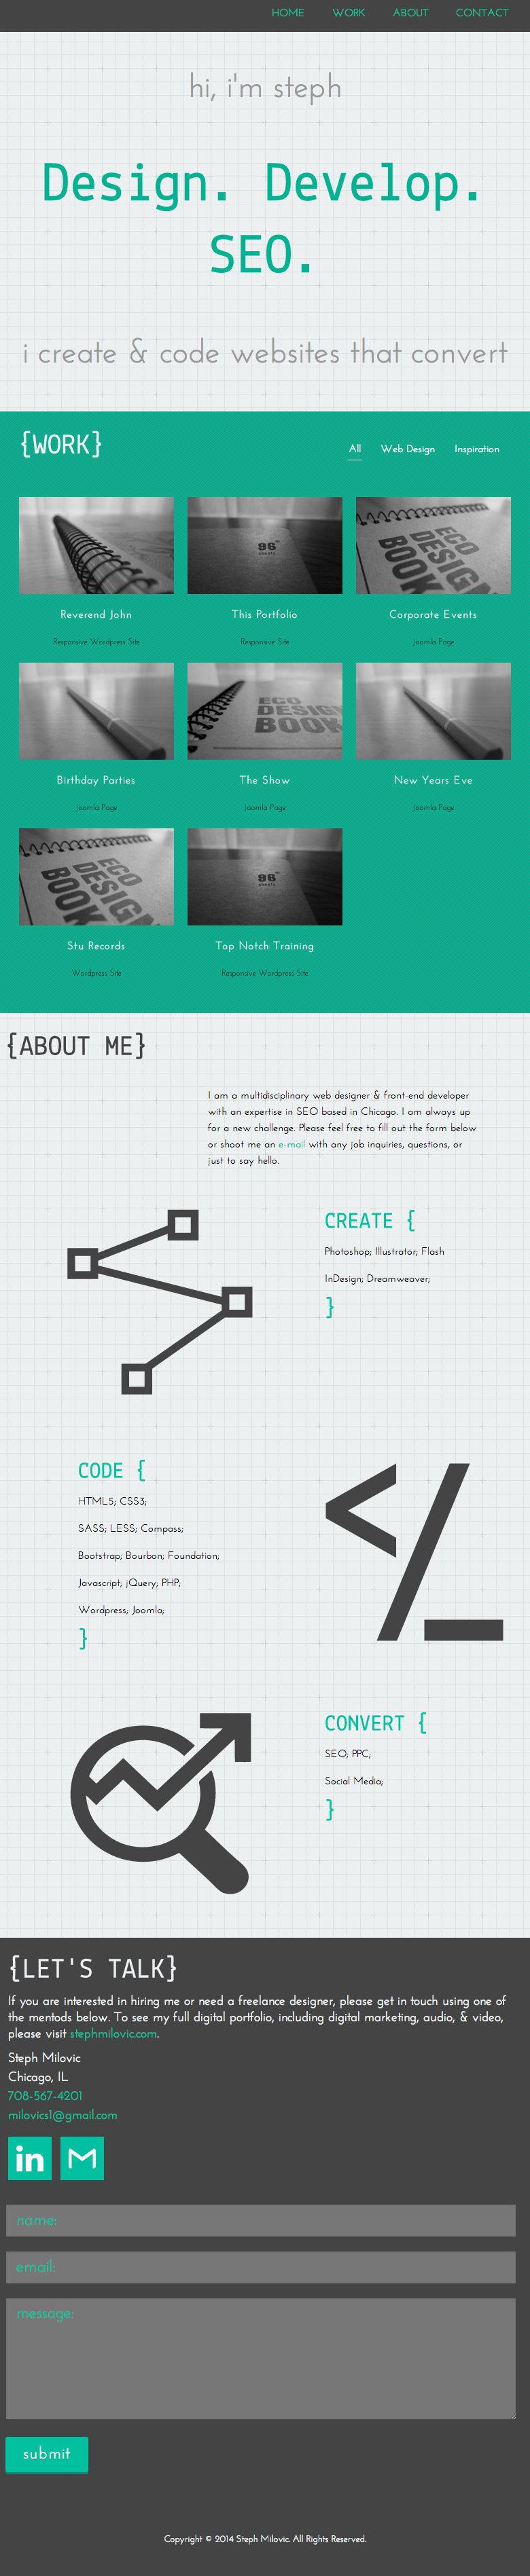 HOME WORK ABOUT CONTACT
hi, i'm steph
Design. Develop.
SEO.
i create & code websites that convert
{WORK}
All Web Design Inspiration
96
ECO
DESIGN
BOOK
Reverend John This Portfolio Corporate Events
Responsive Wordpress Site Responsive Site Joomla Page
ECO
DESIGN
BOOK
Birthday Parties The Show New Years Eve
Joomla Page Joomla Page Joomla Page
ECO
DESIGN
BOOK
96
Stu Records Top Notch Training
Wordpress Site Responsive Wordpress Site
{ABOUT ME}
I am a multidisciplinary web designer & front-end developer
with an expertise in SEO based in Chicago. I am always up
for a new challenge. Please feel free to fill out the form below
or shoot me an e-mail with any job inquiries, questions, or
just to say hello.
CREATE {
Photoshop; Illustrator; Flash
InDesign; Dreamweaver;
}
CODE {
HTML5; CSS3;
SASS; LESS; Compass;
Bootstrap; Bourbon; Foundation;
Javascript; jQuery; PHP;
Wordpress; Joomla;
}
</_
CONVERT {
SEO; PPC;
Social Media;
}
{LET'S TALK}
If you are interested in hiring me or need a freelance designer, please get in touch using one of
the mentods below. To see my full digital portfolio, including digital marketing, audio, & video,
please visit stephmilovic.com.
Steph Milovic
Chicago, IL
708-567-4201
milovics1@gmail.com
in M
name:
email:
message:
submit
Copyright © 2014 Steph Milovic. All Rights Reserved.